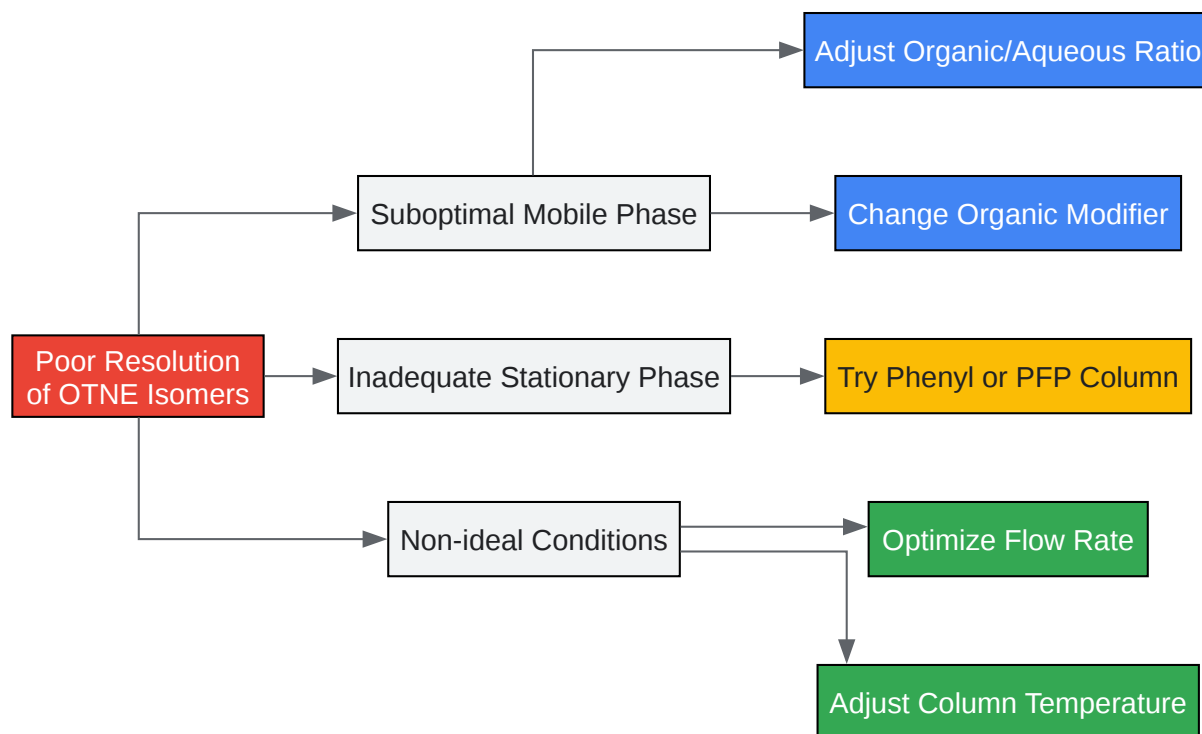 Adjust Organic/Aqueous Ratio
Suboptimal Mobile Phase
Change Organic Modifier
Poor Resolution
of OTNE Isomers
Inadequate Stationary Phase
Try Phenyl or PFP Column
Non-ideal Conditions
Optimize Flow Rate
Adjust Column Temperature